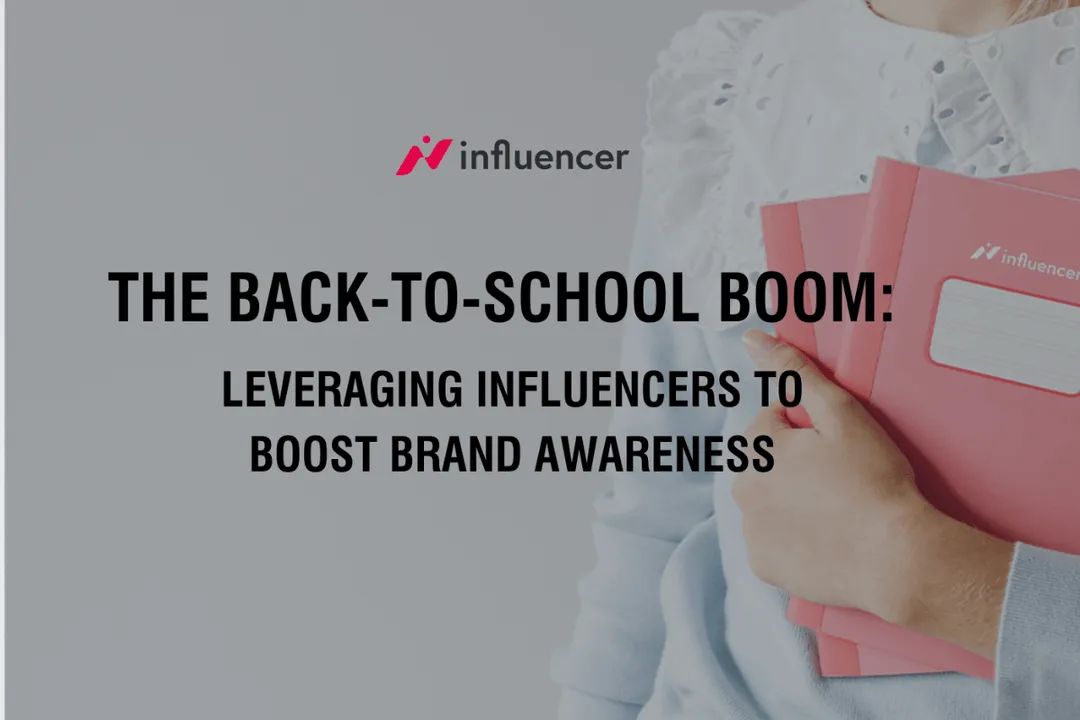 influencer
THE BACK-TO-SCHOOL BOOM:
LEVERAGING INFLUENCERS TO
BOOST BRAND AWARENESS
influencer